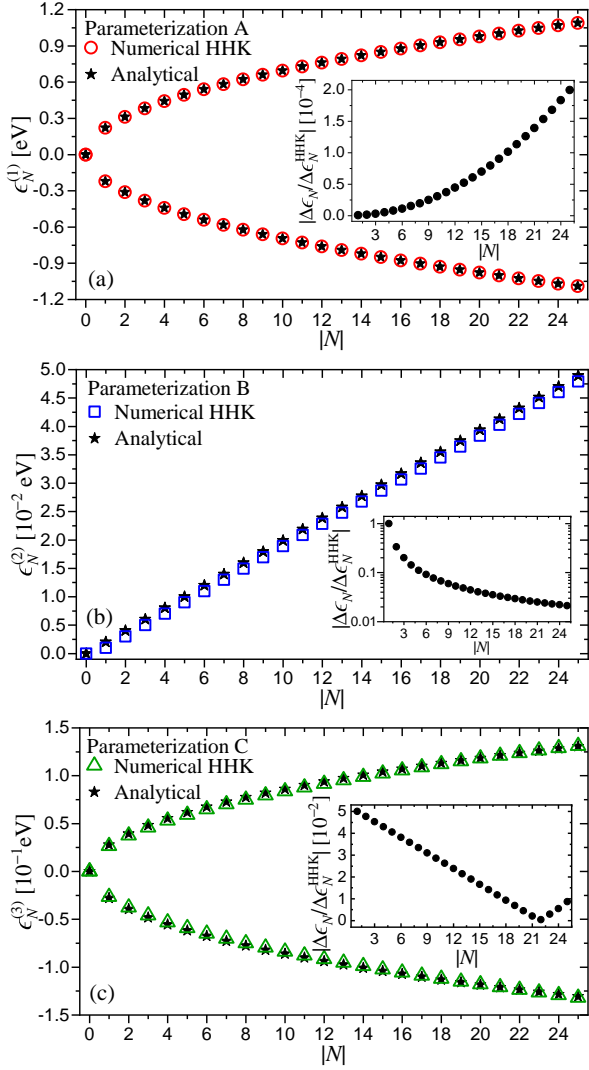 Parameterization A
Numerical HHK
Analytical
ϵ_N^(1) [eV]
1.2
0.9
0.6
0.3
0.0
-0.3
-0.6
-0.9
-1.2
|Δϵ_N/Δϵ_N^HHK| [10^-4]
2.0
1.5
1.0
0.5
0.0
3 6 9 12 15 18 21 24
|N|
(a)
0 2 4 6 8 10 12 14 16 18 20 22 24
|N|
Parameterization B
Numerical HHK
Analytical
ϵ_N^(2) [10^-2 eV]
5.0
4.5
4.0
3.5
3.0
2.5
2.0
1.5
1.0
0.5
0.0
|Δϵ_N/Δϵ_N^HHK|
1
0.1
0.01
3 6 9 12 15 18 21 24
|N|
(b)
0 2 4 6 8 10 12 14 16 18 20 22 24
|N|
Parameterization C
Numerical HHK
Analytical
ϵ_N^(3) [10^-1 eV]
1.5
1.0
0.5
0.0
-0.5
-1.0
-1.5
|Δϵ_N/Δϵ_N^HHK| [10^-2]
5
4
3
2
1
0
3 6 9 12 15 18 21 24
|N|
(c)
0 2 4 6 8 10 12 14 16 18 20 22 24
|N|